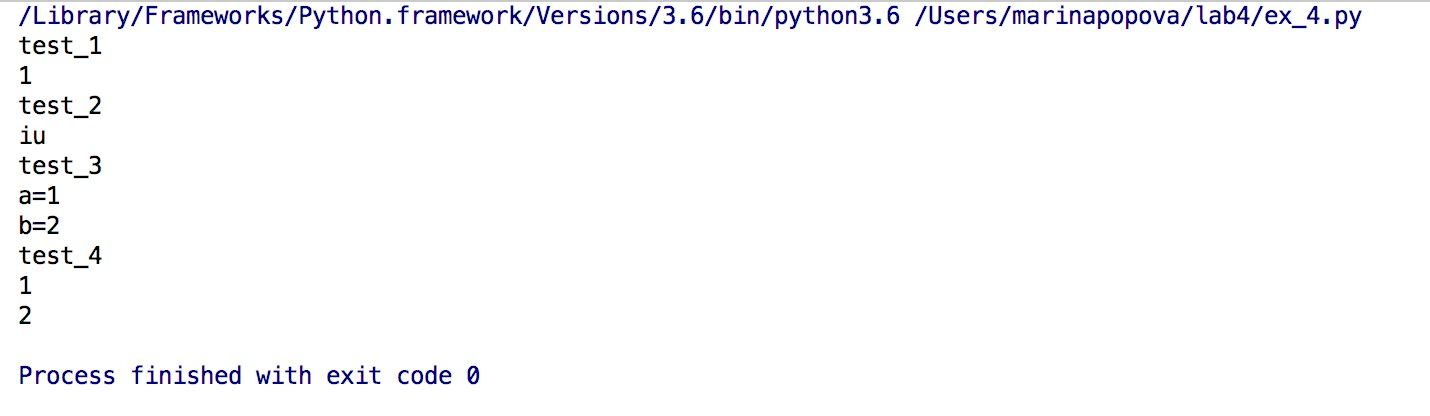 /Library/Frameworks/Python.framework/Versions/3.6/bin/python3.6 /Users/marinapopova/lab4/ex_4.py
test_1
1
test_2
iu
test_3
a=1
b=2
test_4
1
2
Process finished with exit code 0